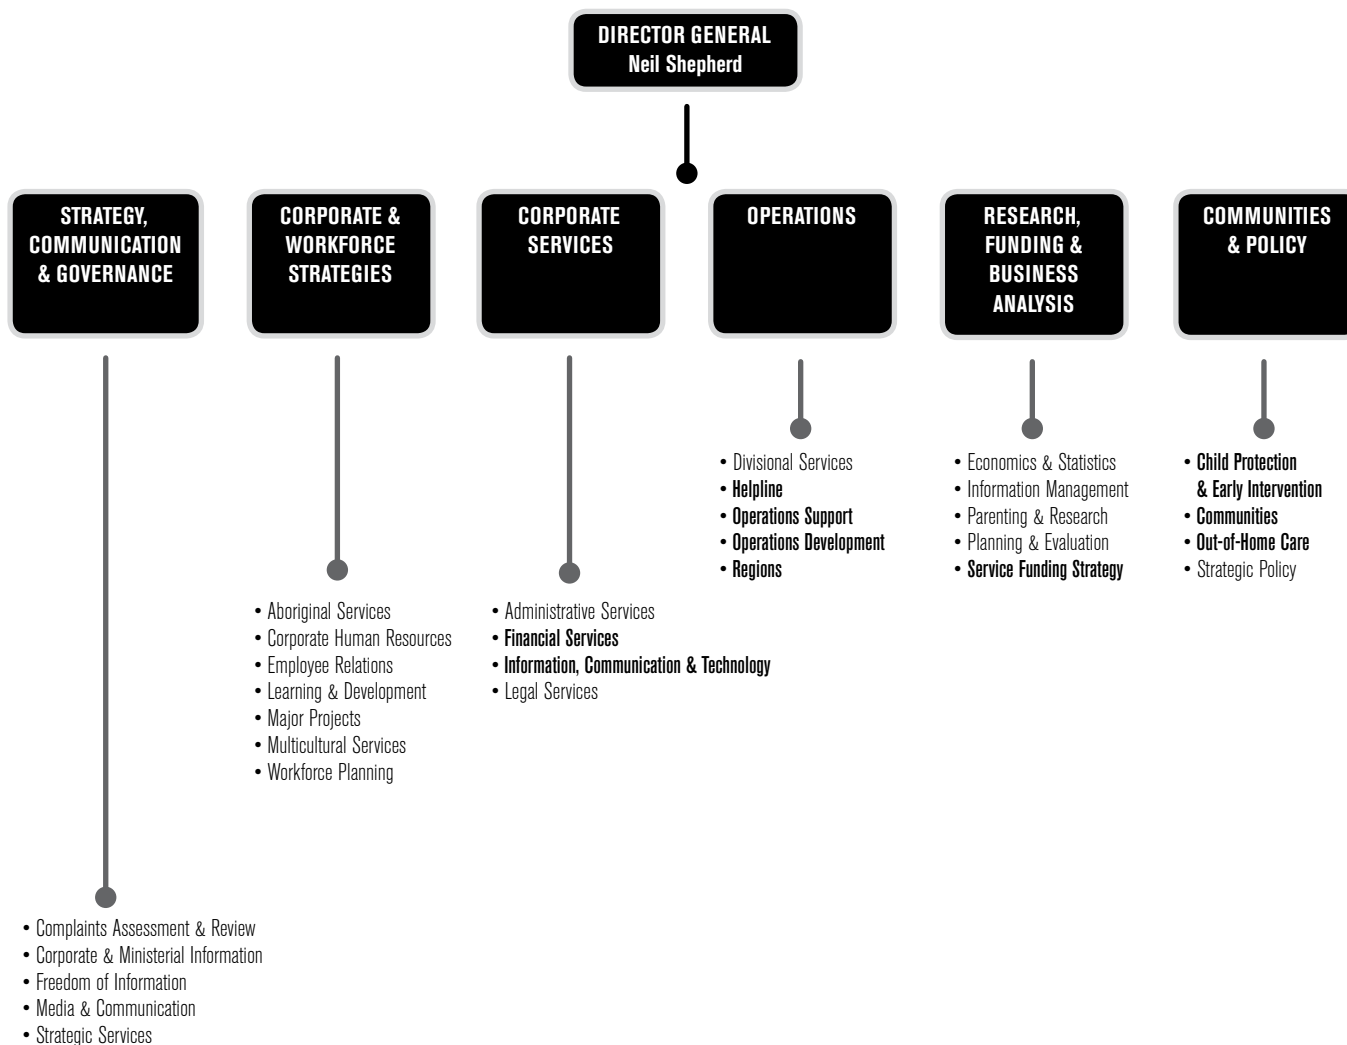 DIRECTOR GENERAL
Neil Shepherd
STRATEGY,
COMMUNICATION
& GOVERNANCE
CORPORATE &
WORKFORCE
STRATEGIES
CORPORATE
SERVICES
OPERATIONS
RESEARCH,
FUNDING &
BUSINESS
ANALYSIS
COMMUNITIES
& POLICY
• Complaints Assessment & Review
• Corporate & Ministerial Information
• Freedom of Information
• Media & Communication
• Strategic Services
• Aboriginal Services
• Corporate Human Resources
• Employee Relations
• Learning & Development
• Major Projects
• Multicultural Services
• Workforce Planning
• Administrative Services
• Financial Services
• Information, Communication & Technology
• Legal Services
• Divisional Services
• Helpline
• Operations Support
• Operations Development
• Regions
• Economics & Statistics
• Information Management
• Parenting & Research
• Planning & Evaluation
• Service Funding Strategy
• Child Protection
& Early Intervention
• Communities
• Out-of-Home Care
• Strategic Policy